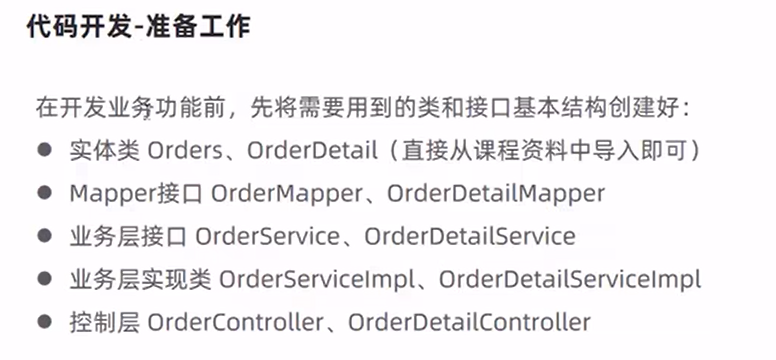 代码开发-准备工作
在开发业务功能前，先将需要用到的类和接口基本结构创建好：
● 实体类 Orders、OrderDetail（直接从课程资料中导入即可）
● Mapper接口 OrderMapper、OrderDetailMapper
● 业务层接口 OrderService、OrderDetailService
● 业务层实现类 OrderServiceImpl、OrderDetailServiceImpl
● 控制层 OrderController、OrderDetailController